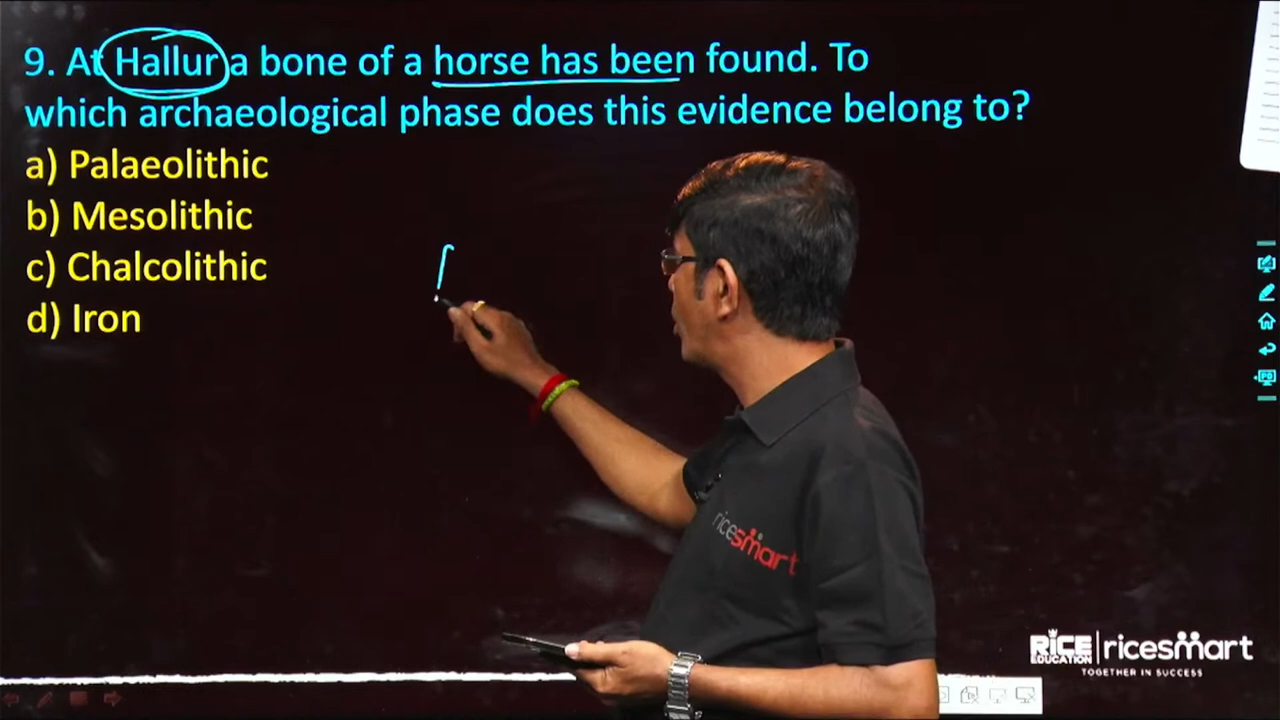 9. At Hallur a bone of a horse has been found. To
which archaeological phase does this evidence belong to?
a) Palaeolithic
b) Mesolithic
c) Chalcolithic
d) Iron
ricesmart
RICE EDUCATION | ricesmart
TOGETHER IN SUCCESS